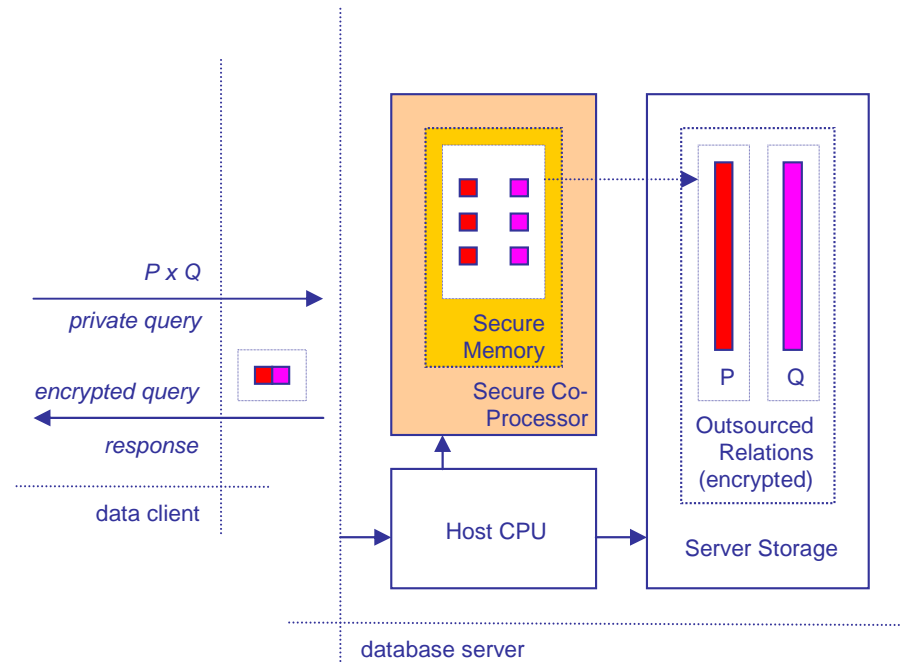 P x Q
private query
encrypted query
response
data client
Secure
Memory
Secure Co-
Processor
Host CPU
P
Q
Outsourced
Relations
(encrypted)
Server Storage
database server